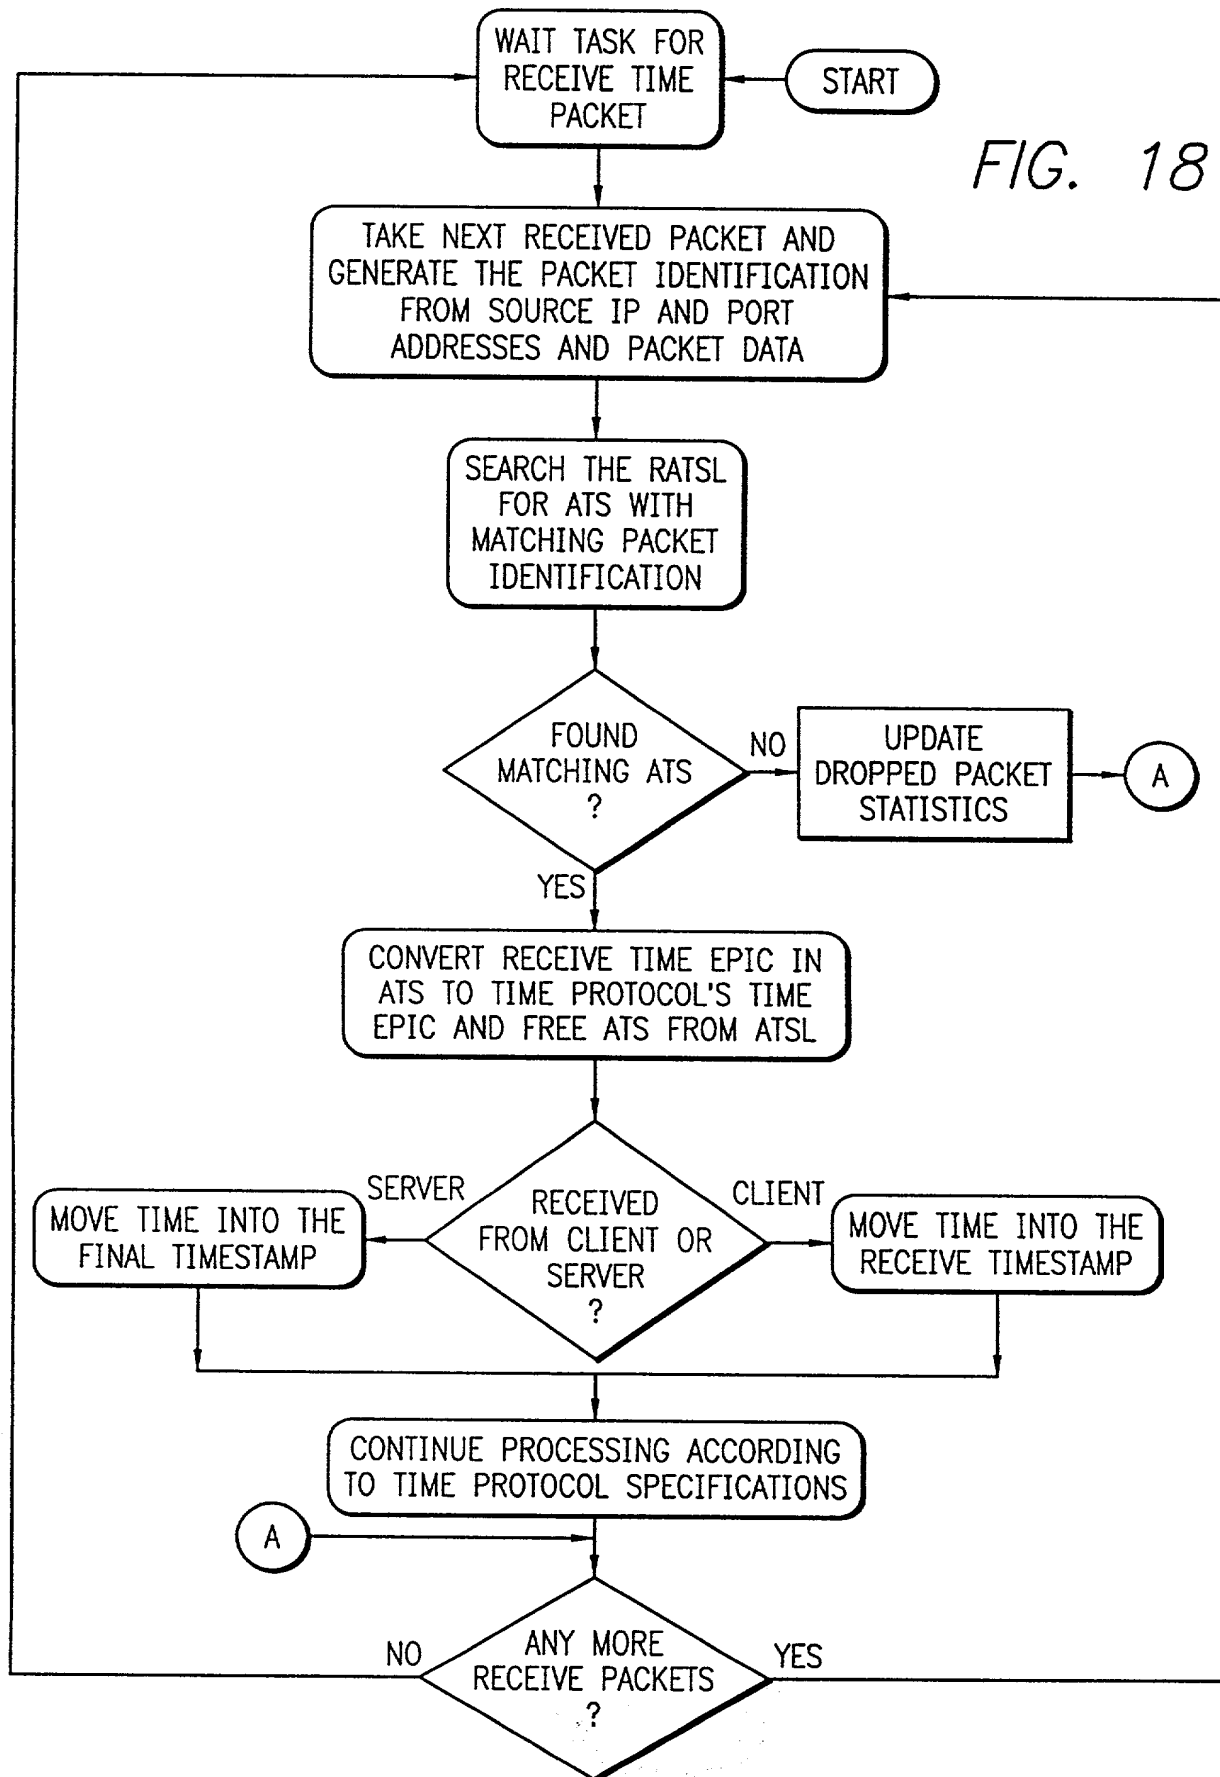 WAIT TASK FOR
RECEIVE TIME
PACKET
START
FIG. 18
TAKE NEXT RECEIVED PACKET AND
GENERATE THE PACKET IDENTIFICATION
FROM SOURCE IP AND PORT
ADDRESSES AND PACKET DATA
SEARCH THE RATSL
FOR ATS WITH
MATCHING PACKET
IDENTIFICATION
FOUND
MATCHING ATS
?
NO
UPDATE
DROPPED PACKET
STATISTICS
A
YES
CONVERT RECEIVE TIME EPIC IN
ATS TO TIME PROTOCOL'S TIME
EPIC AND FREE ATS FROM ATSL
SERVER
RECEIVED
FROM CLIENT OR
SERVER
?
CLIENT
MOVE TIME INTO THE
FINAL TIMESTAMP
MOVE TIME INTO THE
RECEIVE TIMESTAMP
CONTINUE PROCESSING ACCORDING
TO TIME PROTOCOL SPECIFICATIONS
A
NO
ANY MORE
RECEIVE PACKETS
?
YES